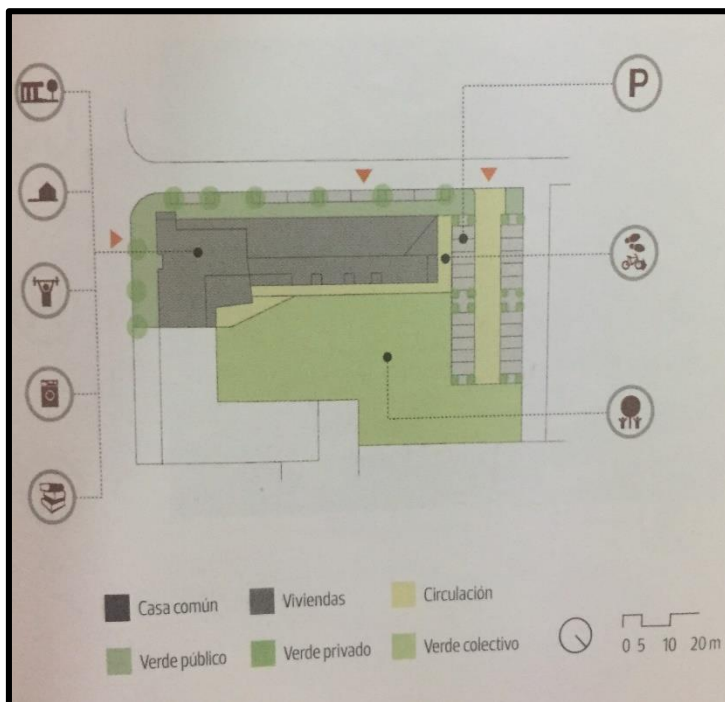 P
Casa común
Viviendas
Circulación
Verde público
Verde privado
Verde colectivo
0 5 10 20 m